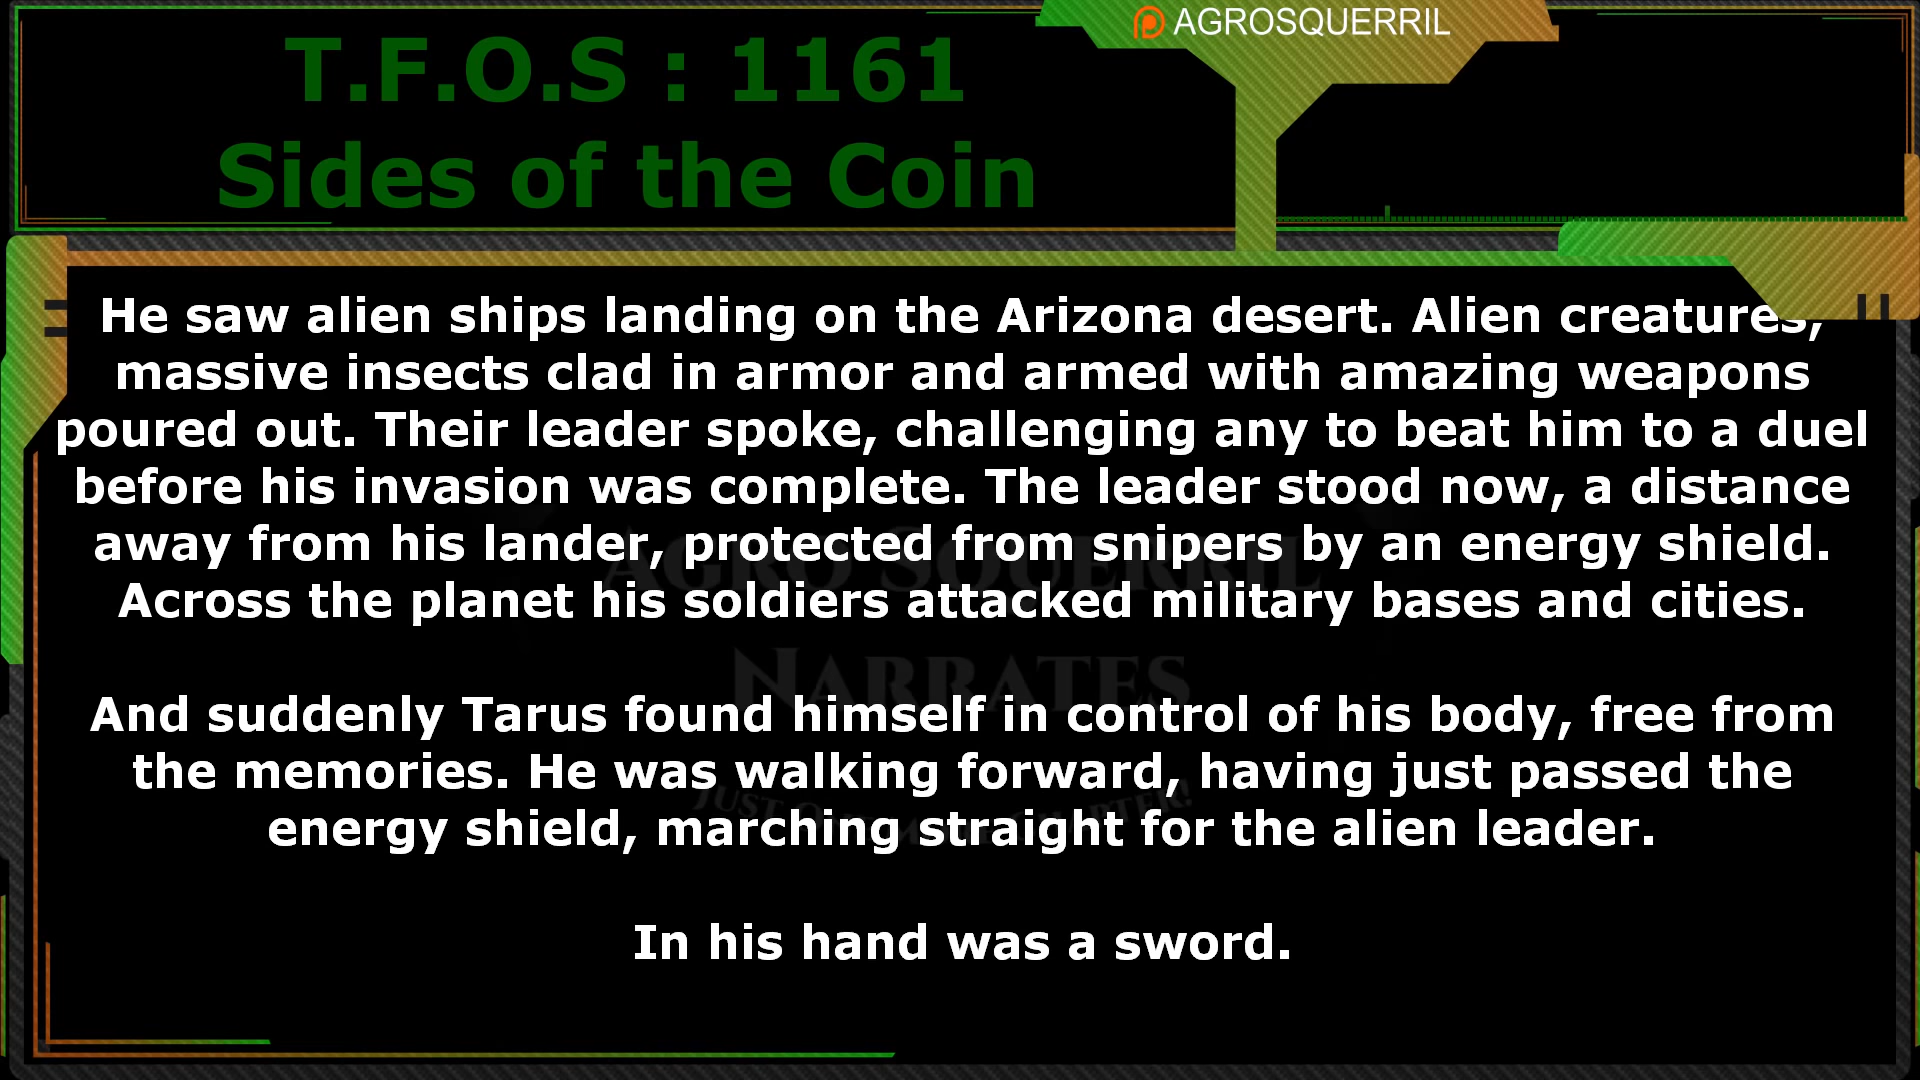 AGROSQUERRIL
T.F.O.S : 1161
Sides of the Coin
He saw alien ships landing on the Arizona desert. Alien creatures,
massive insects clad in armor and armed with amazing weapons
poured out. Their leader spoke, challenging any to beat him to a duel
before his invasion was complete. The leader stood now, a distance
away from his lander, protected from snipers by an energy shield.
Across the planet his soldiers attacked military bases and cities.
And suddenly Tarus found himself in control of his body, free from
the memories. He was walking forward, having just passed the
energy shield, marching straight for the alien leader.
In his hand was a sword.
AGRO SQUERRIL
NARRATES